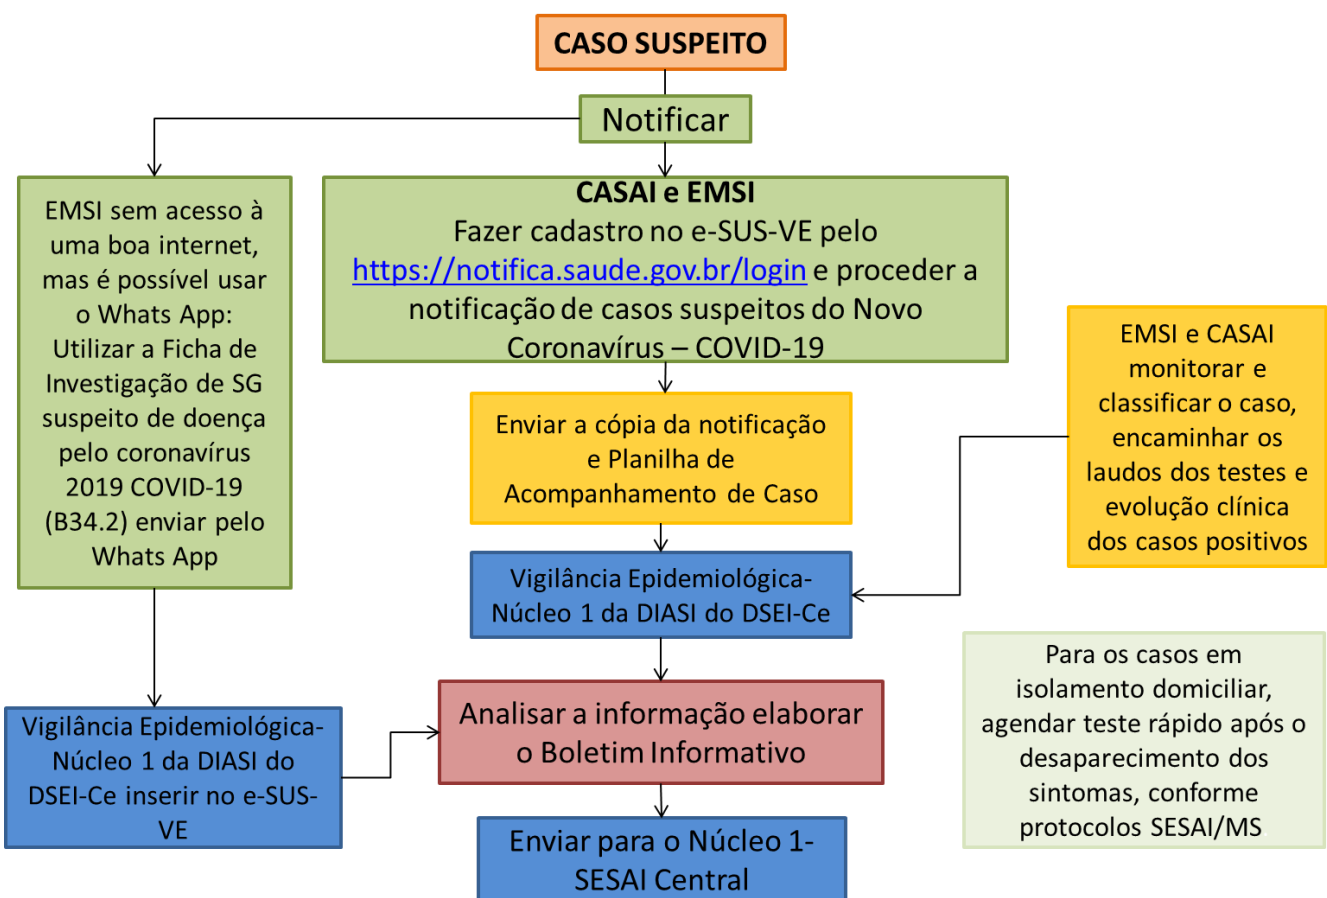 CASO SUSPEITO
Notificar
EMSI sem acesso à
uma boa internet,
mas é possível usar
o Whats App:
Utilizar a Ficha de
Investigação de SG
suspeito de doença
pelo coronavírus
2019 COVID-19
(B34.2) enviar pelo
Whats App
CASAI e EMSI
Fazer cadastro no e-SUS-VE pelo
https://notifica.saude.gov.br/login e proceder a
notificação de casos suspeitos do Novo
Coronavírus – COVID-19
Enviar a cópia da notificação
e Planilha de
Acompanhamento de Caso
EMSI e CASAI
monitorar e
classificar o caso,
encaminhar os
laudos dos testes e
evolução clínica
dos casos positivos
Vigilância Epidemiológica-
Núcleo 1 da DIASI do DSEI-Ce
Para os casos em
isolamento domiciliar,
agendar teste rápido após o
desaparecimento dos
sintomas, conforme
protocolos SESAI/MS.
Vigilância Epidemiológica-
Núcleo 1 da DIASI do
DSEI-Ce inserir no e-SUS-
VE
Analisar a informação elaborar
o Boletim Informativo
Enviar para o Núcleo 1-
SESAI Central